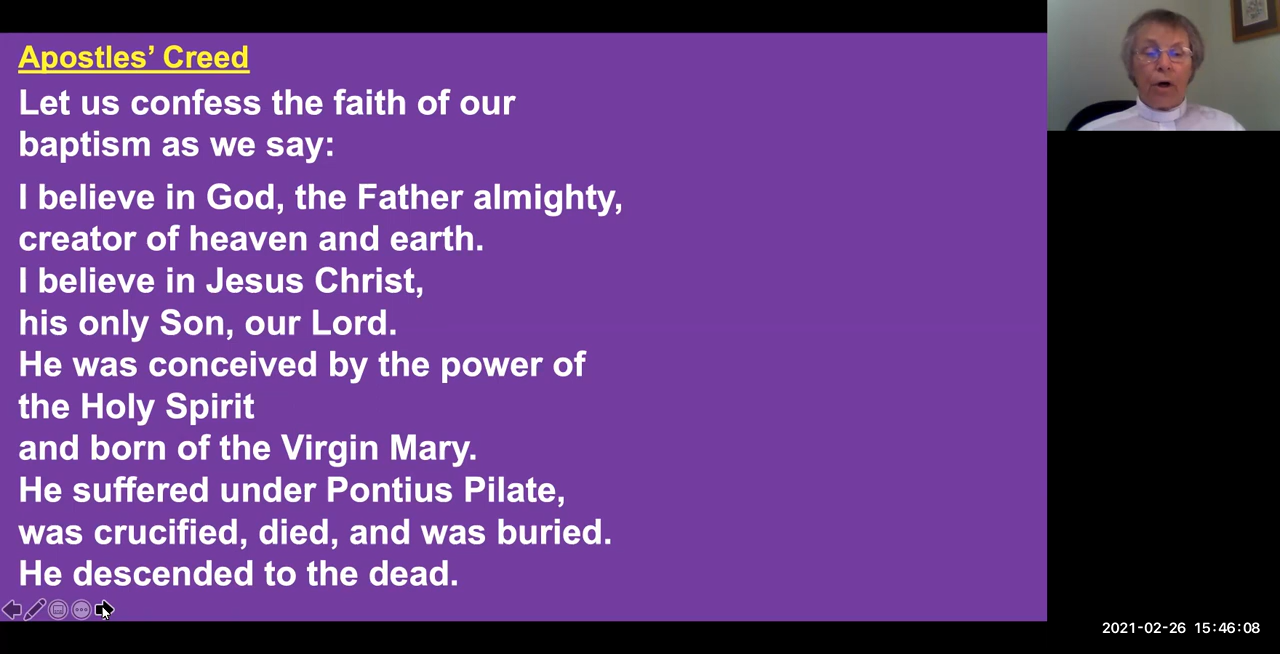 Apostles’ Creed
Let us confess the faith of our
baptism as we say:
I believe in God, the Father almighty,
creator of heaven and earth.
I believe in Jesus Christ,
his only Son, our Lord.
He was conceived by the power of
the Holy Spirit
and born of the Virgin Mary.
He suffered under Pontius Pilate,
was crucified, died, and was buried.
He descended to the dead.
2021-02-26 15:46:08